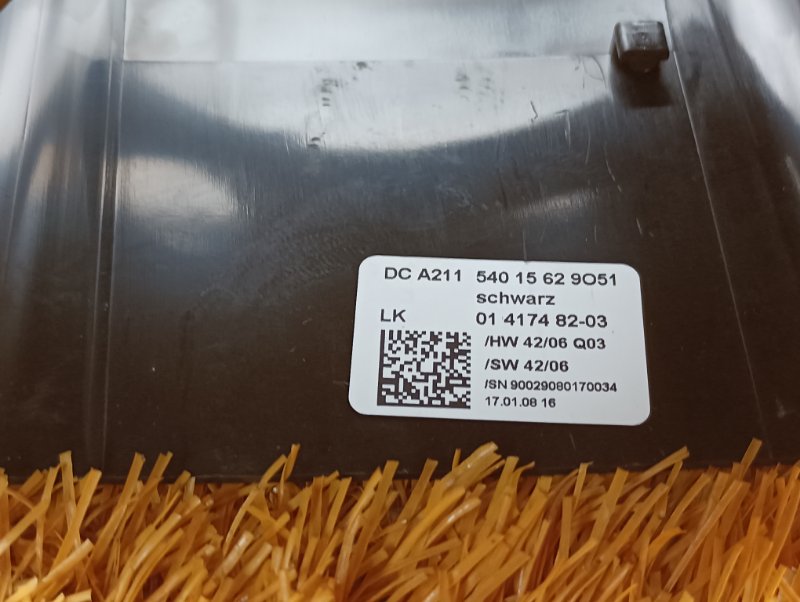 DC A211 540 15 62 9O51
schwarz
LK 01 4174 82-03
/HW 42/06 Q03
/SW 42/06
/SN 90029080170034
17.01.08 16